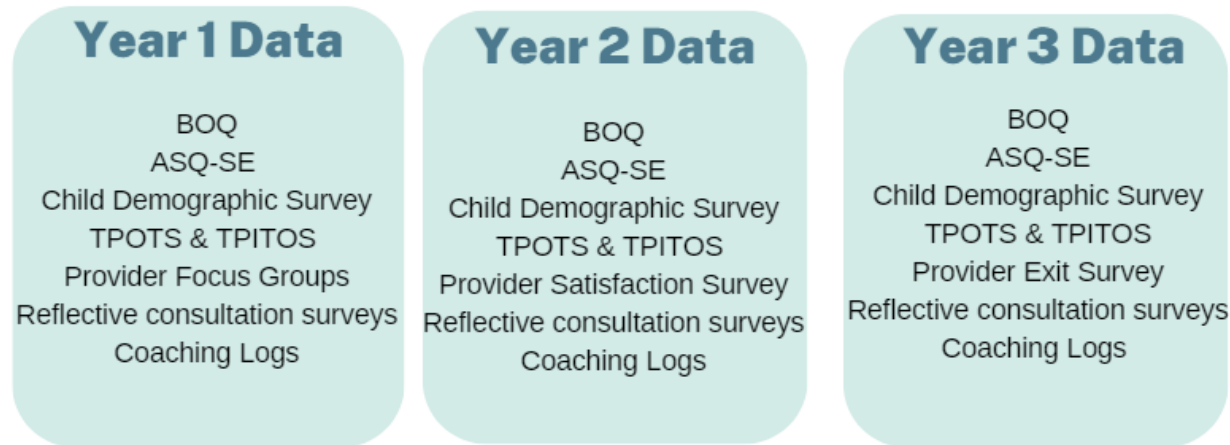 Year 1 Data
BOQ
ASQ-SE
Child Demographic Survey
TPOTS & TPITOS
Provider Focus Groups
Reflective consultation surveys
Coaching Logs
Year 2 Data
BOQ
ASQ-SE
Child Demographic Survey
TPOTS & TPITOS
Provider Satisfaction Survey
Reflective consultation surveys
Coaching Logs
Year 3 Data
BOQ
ASQ-SE
Child Demographic Survey
TPOTS & TPITOS
Provider Exit Survey
Reflective consultation surveys
Coaching Logs